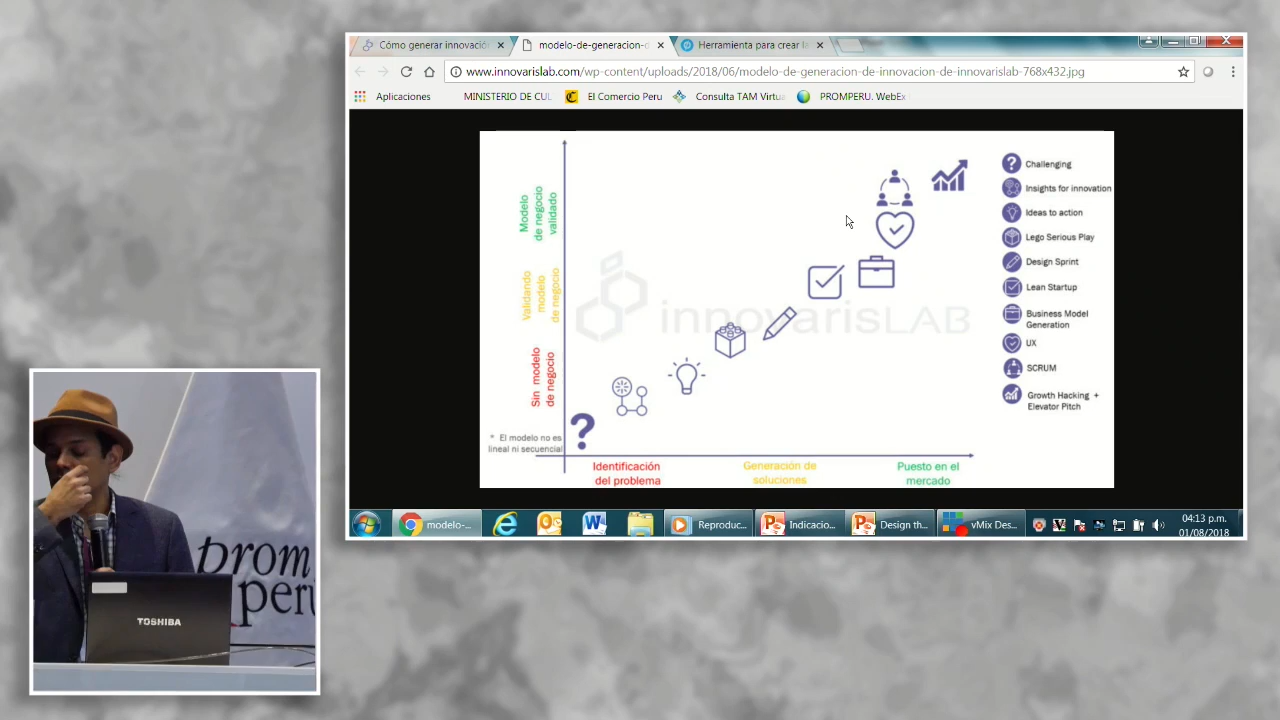 Cómo generar innovació
modelo-de-generacion-d
Herramienta para crear la
www.innovarislab.com/wp-content/uploads/2018/06/modelo-de-generacion-de-innovacion-de-innovarislab-768x432.jpg
Aplicaciones
MINISTERIO DE CUL
El Comercio Peru
Consulta TAM Virtua
PROMPERU. WebEx
Modelo
de negocio
validado
Validando
modelo
de negocio
Sin modelo
de negocio
* El modelo no es
lineal ni secuencial
Identificación
del problema
Generación de
soluciones
Puesto en el
mercado
innovarisLAB
Challenging
Insights for innovation
Ideas to action
Lego Serious Play
Design Sprint
Lean Startup
Business Model
Generation
UX
SCRUM
Growth Hacking +
Elevator Pitch
modelo-...
Reproduc...
Indicacio...
Design th...
vMix Des...
04:13 p.m.
01/08/2018
prom
perú
TOSHIBA